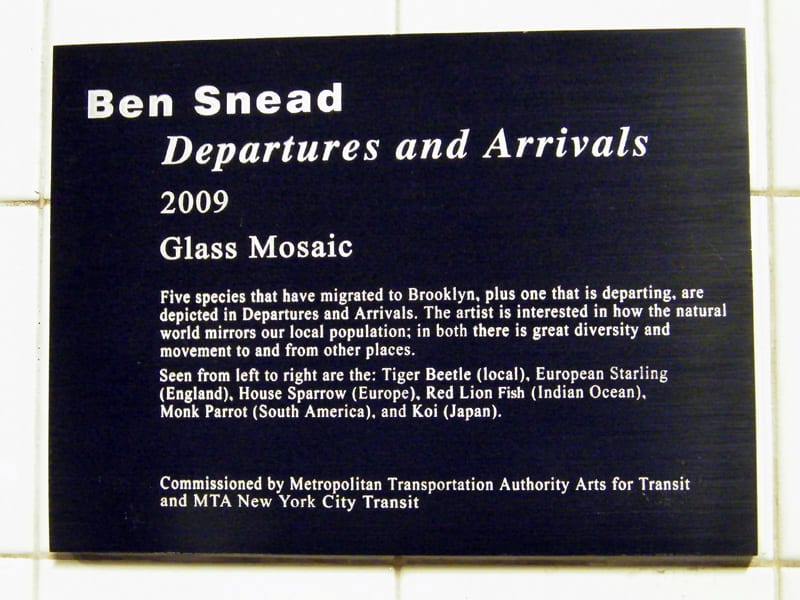 Ben Snead
Departures and Arrivals
2009
Glass Mosaic
Five species that have migrated to Brooklyn, plus one that is departing, are
depicted in Departures and Arrivals. The artist is interested in how the natural
world mirrors our local population; in both there is great diversity and
movement to and from other places.
Seen from left to right are the: Tiger Beetle (local), European Starling
(England), House Sparrow (Europe), Red Lion Fish (Indian Ocean),
Monk Parrot (South America), and Koi (Japan).
Commissioned by Metropolitan Transportation Authority Arts for Transit
and MTA New York City Transit